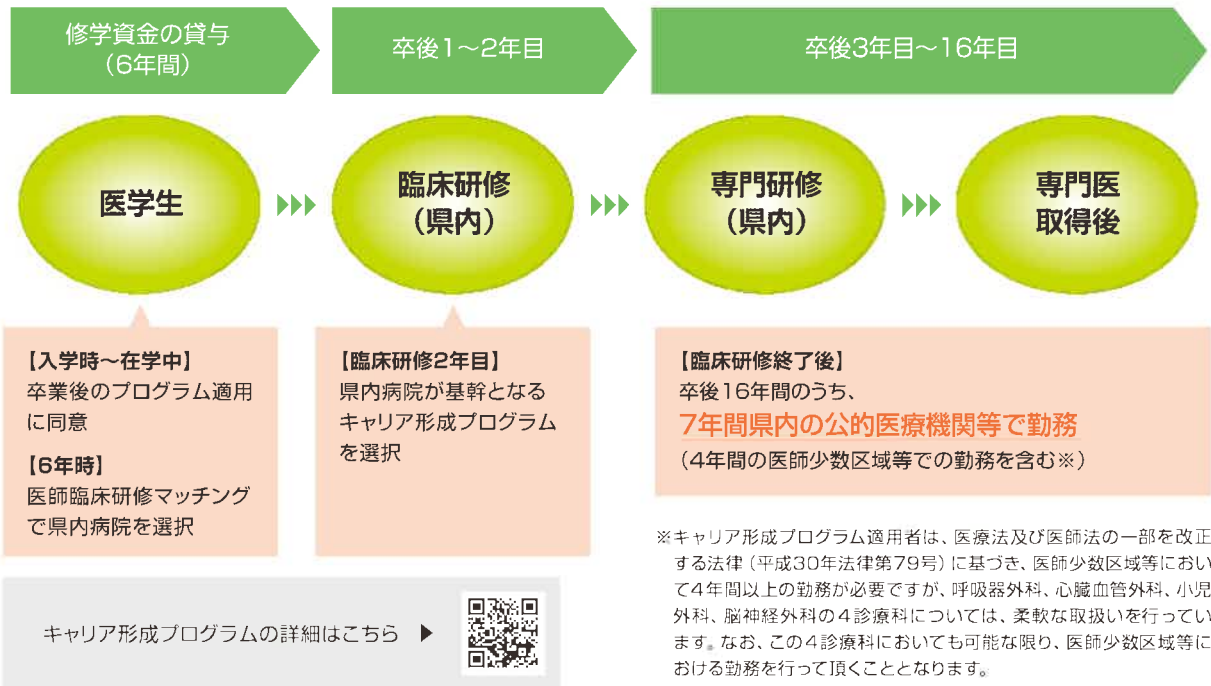 修学資金の貸与
（6年間）
卒後1～2年目
卒後3年目～16年目
医学生
臨床研修
（県内）
専門研修
（県内）
専門医
取得後
【入学時～在学中】
卒業後のプログラム適用
に同意
【6年時】
医師臨床研修マッチング
で県内病院を選択
【臨床研修2年目】
県内病院が基幹となる
キャリア形成プログラム
を選択
【臨床研修終了後】
卒後16年間のうち、
7年間県内の公的医療機関等で勤務
（4年間の医師少数区域等での勤務を含む※）
※キャリア形成プログラム適用者は、医療法及び医師法の一部を改正
する法律（平成30年法律第79号）に基づき、医師少数区域等におい
て4年間以上の勤務が必要ですが、呼吸器外科、心臓血管外科、小児
外科、脳神経外科の4診療科については、柔軟な取扱いを行ってい
ます。なお、この4診療科においても可能な限り、医師少数区域等に
おける勤務を行って頂くこととなります。
キャリア形成プログラムの詳細はこちら ▶